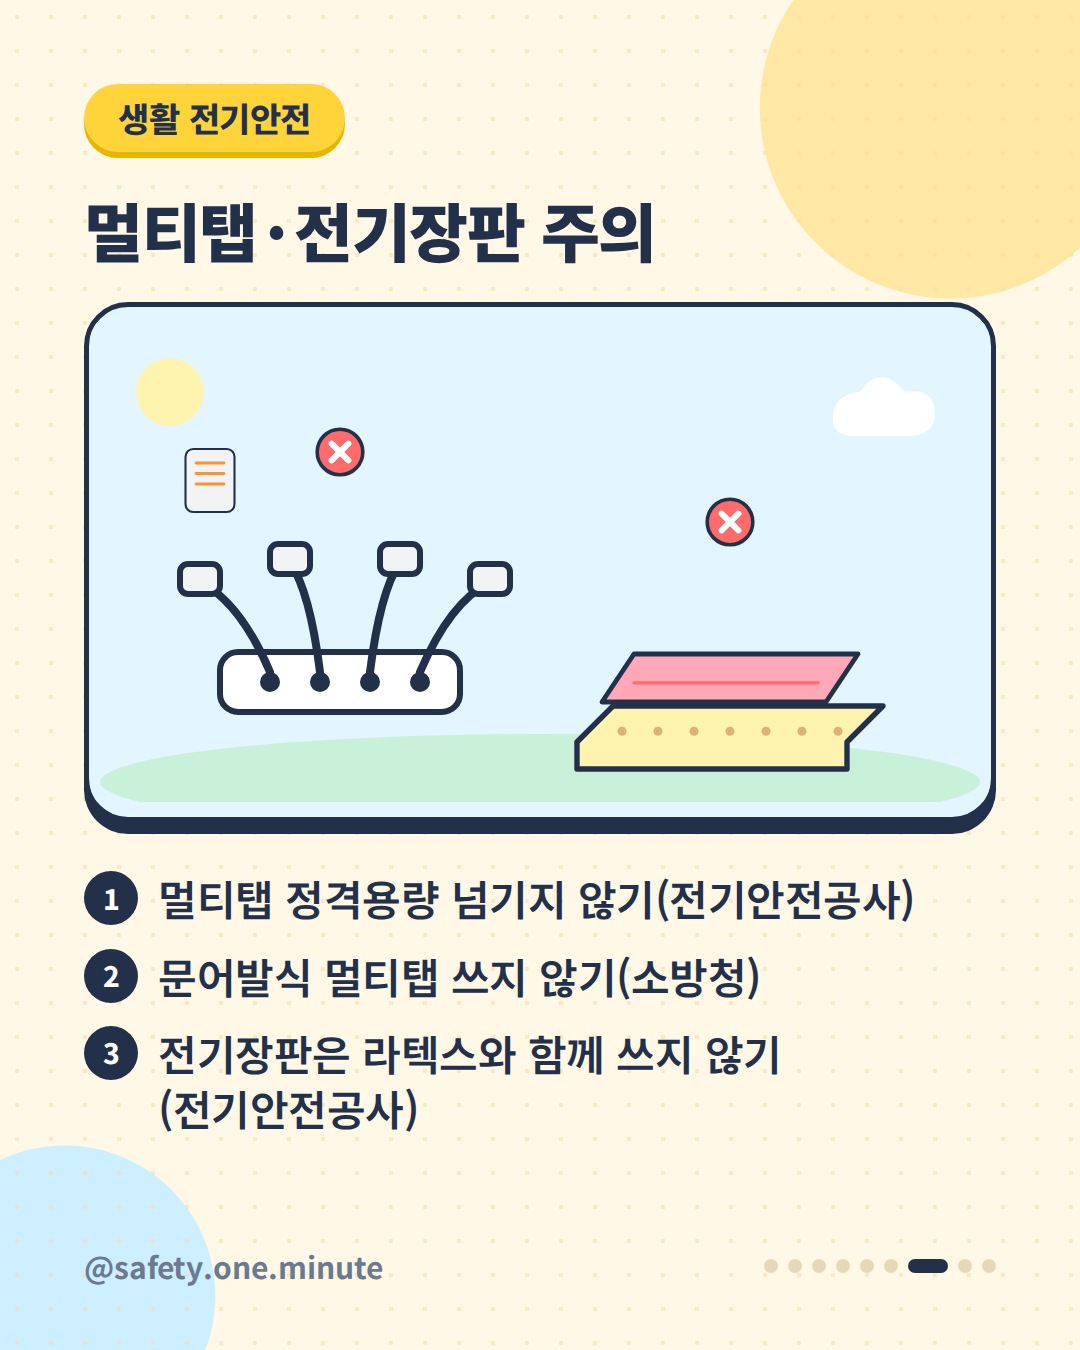 생활 전기안전
멀티탭·전기장판 주의
1 멀티탭 정격용량 넘기지 않기(전기안전공사)
2 문어발식 멀티탭 쓰지 않기(소방청)
3 전기장판은 라텍스와 함께 쓰지 않기
(전기안전공사)
@safety.one.minute